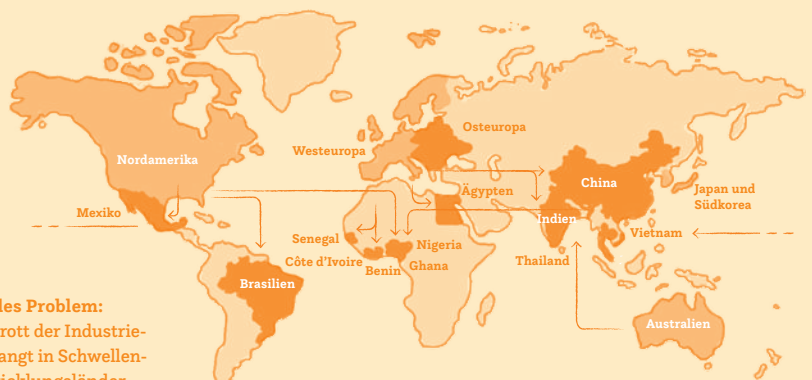 Nordamerika
Mexiko
Brasilien
Westeuropa
Osteuropa
Ägypten
Senegal
Côte d’Ivoire
Benin
Nigeria
Ghana
China
Indien
Japan und
Südkorea
Vietnam
Thailand
Australien
les Problem:
rott der Industrie-
angt in Schwellen-